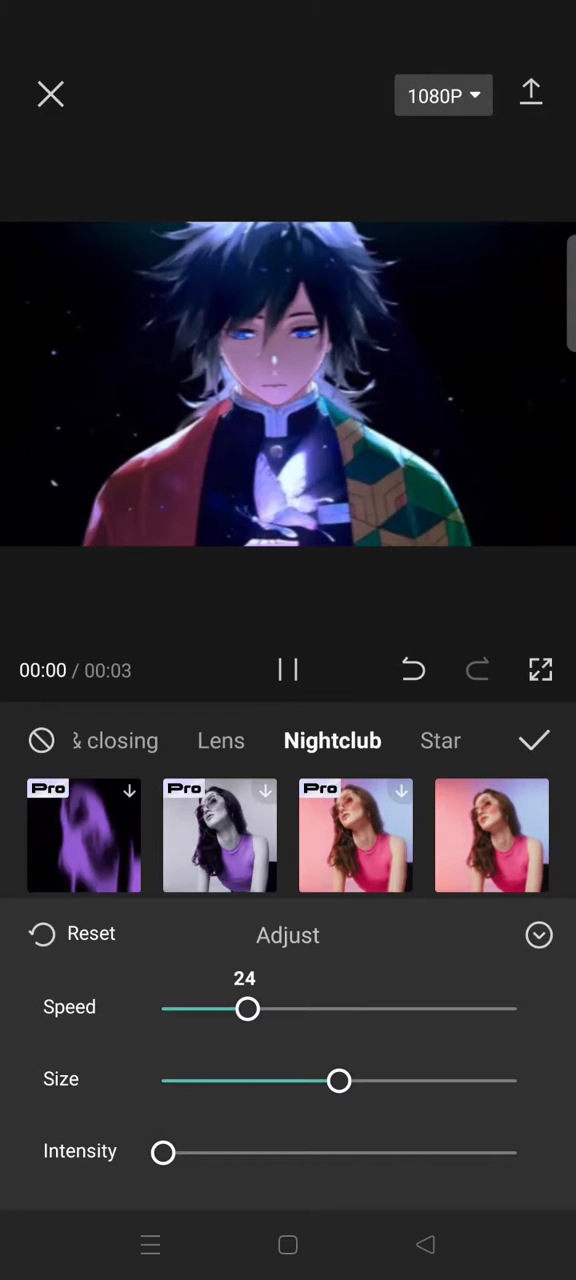 1080P
00:00 / 00:03
& closing Lens Nightclub Star
Pro Pro Pro
Reset Adjust
24
Speed
Size
Intensity